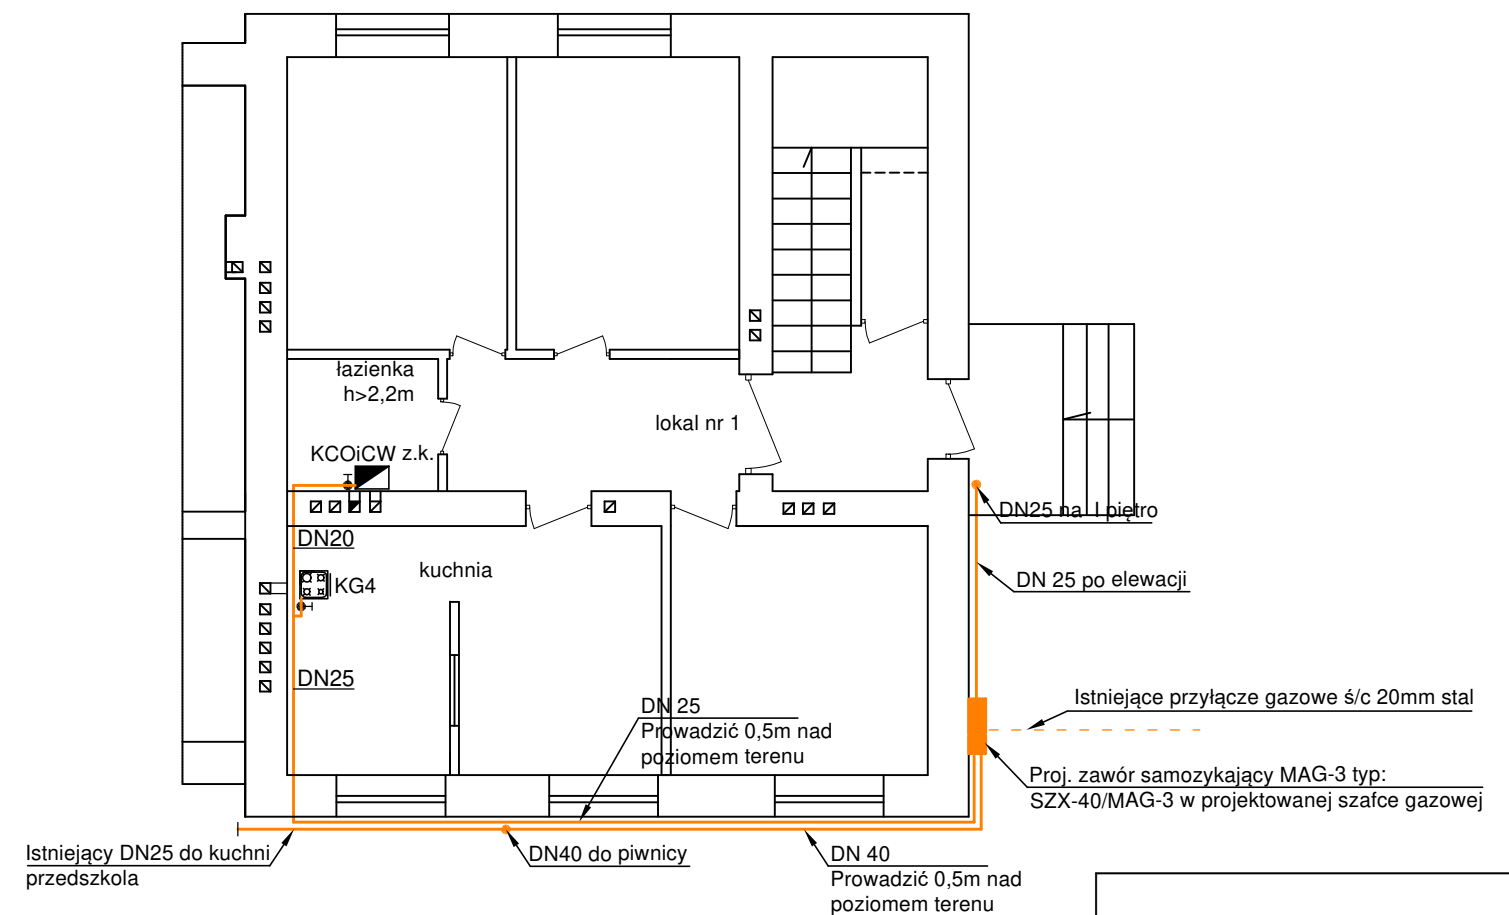 łazienka
h>2,2m
lokal nr 1
KCOiCW z.k.
DN25 na I piętro
DN20
kuchnia
KG4
DN 25 po elewacji
DN25
DN 25
Prowadzić 0,5m nad
poziomem terenu
Istniejące przyłącze gazowe ś/c 20mm stal
Proj. zawór samozykający MAG-3 typ:
SZX-40/MAG-3 w projektowanej szafce gazowej
Istniejący DN25 do kuchni
przedszkola
DN40 do piwnicy
DN 40
Prowadzić 0,5m nad
poziomem terenu